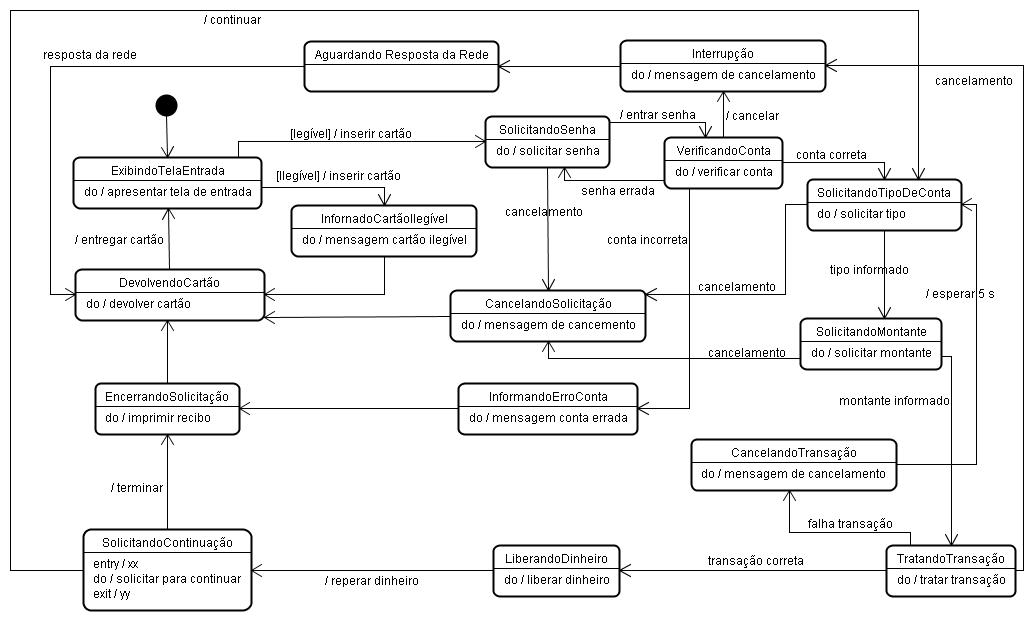 / continuar
resposta da rede
Aguardando Resposta da Rede
Interrupção
do / mensagem de cancelamento
cancelamento
[legível] / inserir cartão
SolicitandoSenha
do / solicitar senha
/ entrar senha
/ cancelar
VerificandoConta
do / verificar conta
conta correta
ExibindoTelaEntrada
do / apresentar tela de entrada
[Ilegível] / inserir cartão
senha errada
SolicitandoTipoDeConta
do / solicitar tipo
InfornadoCartãoIlegível
do / mensagem cartão ilegível
cancelamento
/ entregar cartão
conta incorreta
tipo informado
DevolvendoCartão
do / devolver cartão
cancelamento
/ esperar 5 s
CancelandoSolicitação
do / mensagem de cancemento
SolicitandoMontante
do / solicitar montante
cancelamento
EncerrandoSolicitação
do / imprimir recibo
InformandoErroConta
do / mensagem conta errada
montante informado
CancelandoTransação
do / mensagem de cancelamento
/ terminar
falha transação
SolicitandoContinuação
entry / xx
do / solicitar para continuar
exit / yy
/ reperar dinheiro
LiberandoDinheiro
do / liberar dinheiro
transação correta
TratandoTransação
do / tratar transação